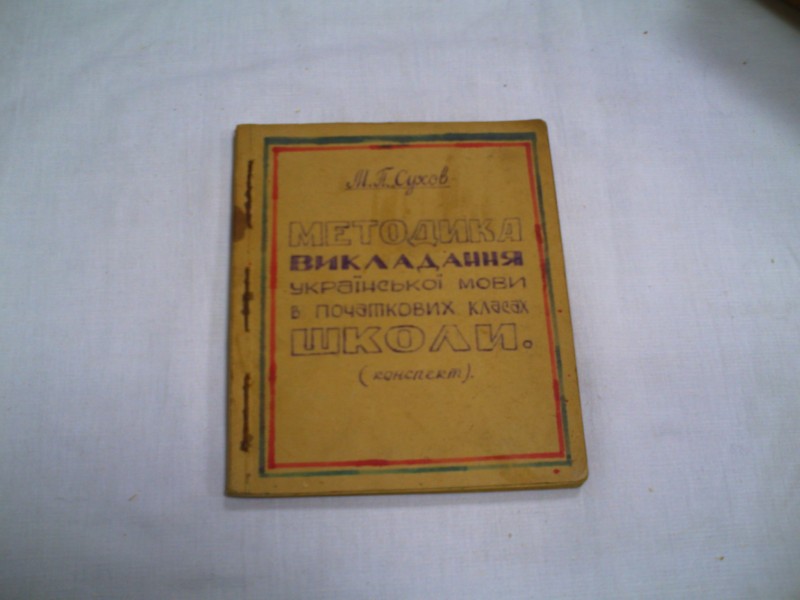 М.П.Сухов
МЕТОДИКА
ВИКЛАДАННЯ
УКРАЇНСЬКОЇ МОВИ
В ПОЧАТКОВИХ КЛАСАХ
ШКОЛИ.
(конспект).